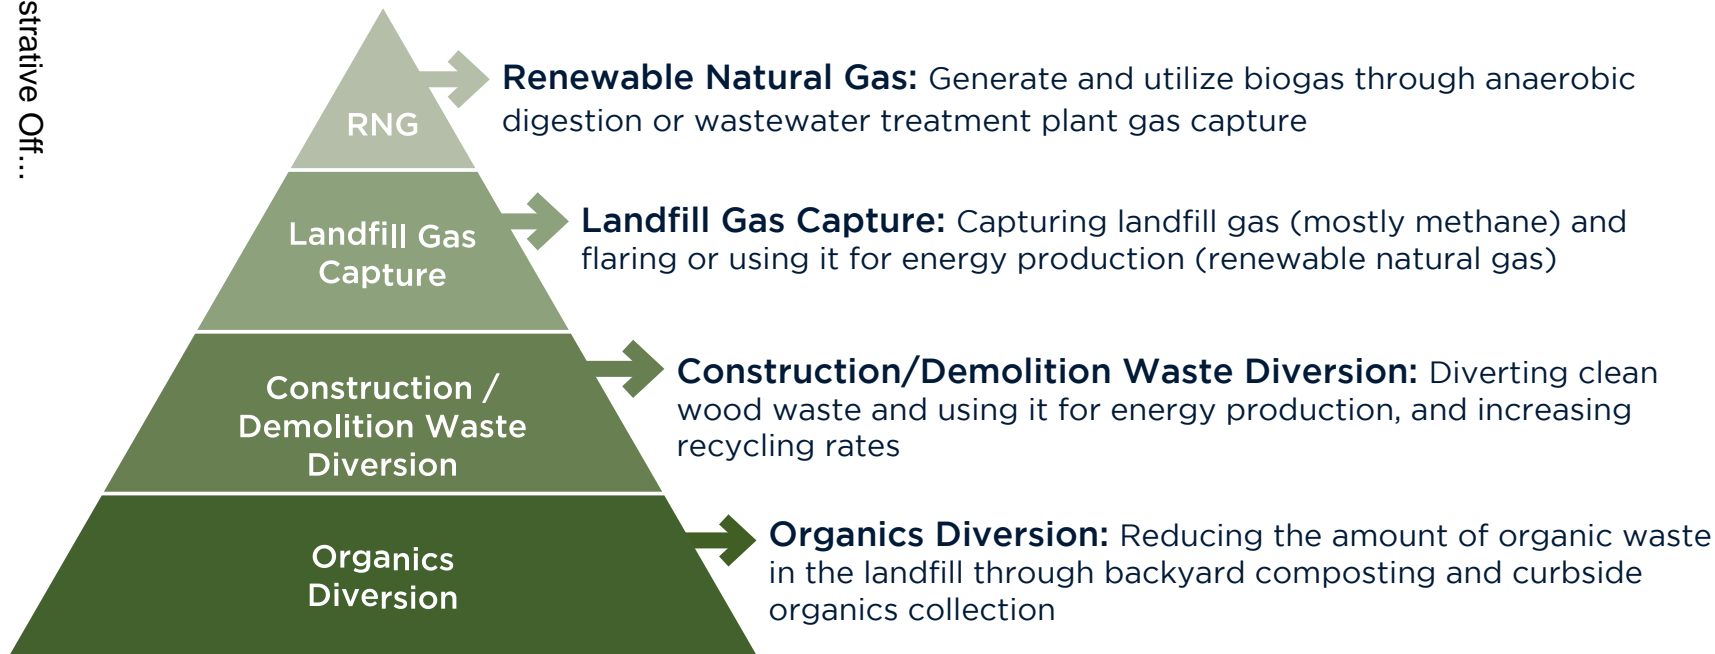 strative Off...
RNG
Renewable Natural Gas: Generate and utilize biogas through anaerobic
digestion or wastewater treatment plant gas capture
Landfill Gas
Capture
Landfill Gas Capture: Capturing landfill gas (mostly methane) and
flaring or using it for energy production (renewable natural gas)
Construction /
Demolition Waste
Diversion
Construction/Demolition Waste Diversion: Diverting clean
wood waste and using it for energy production, and increasing
recycling rates
Organics
Diversion
Organics Diversion: Reducing the amount of organic waste
in the landfill through backyard composting and curbside
organics collection